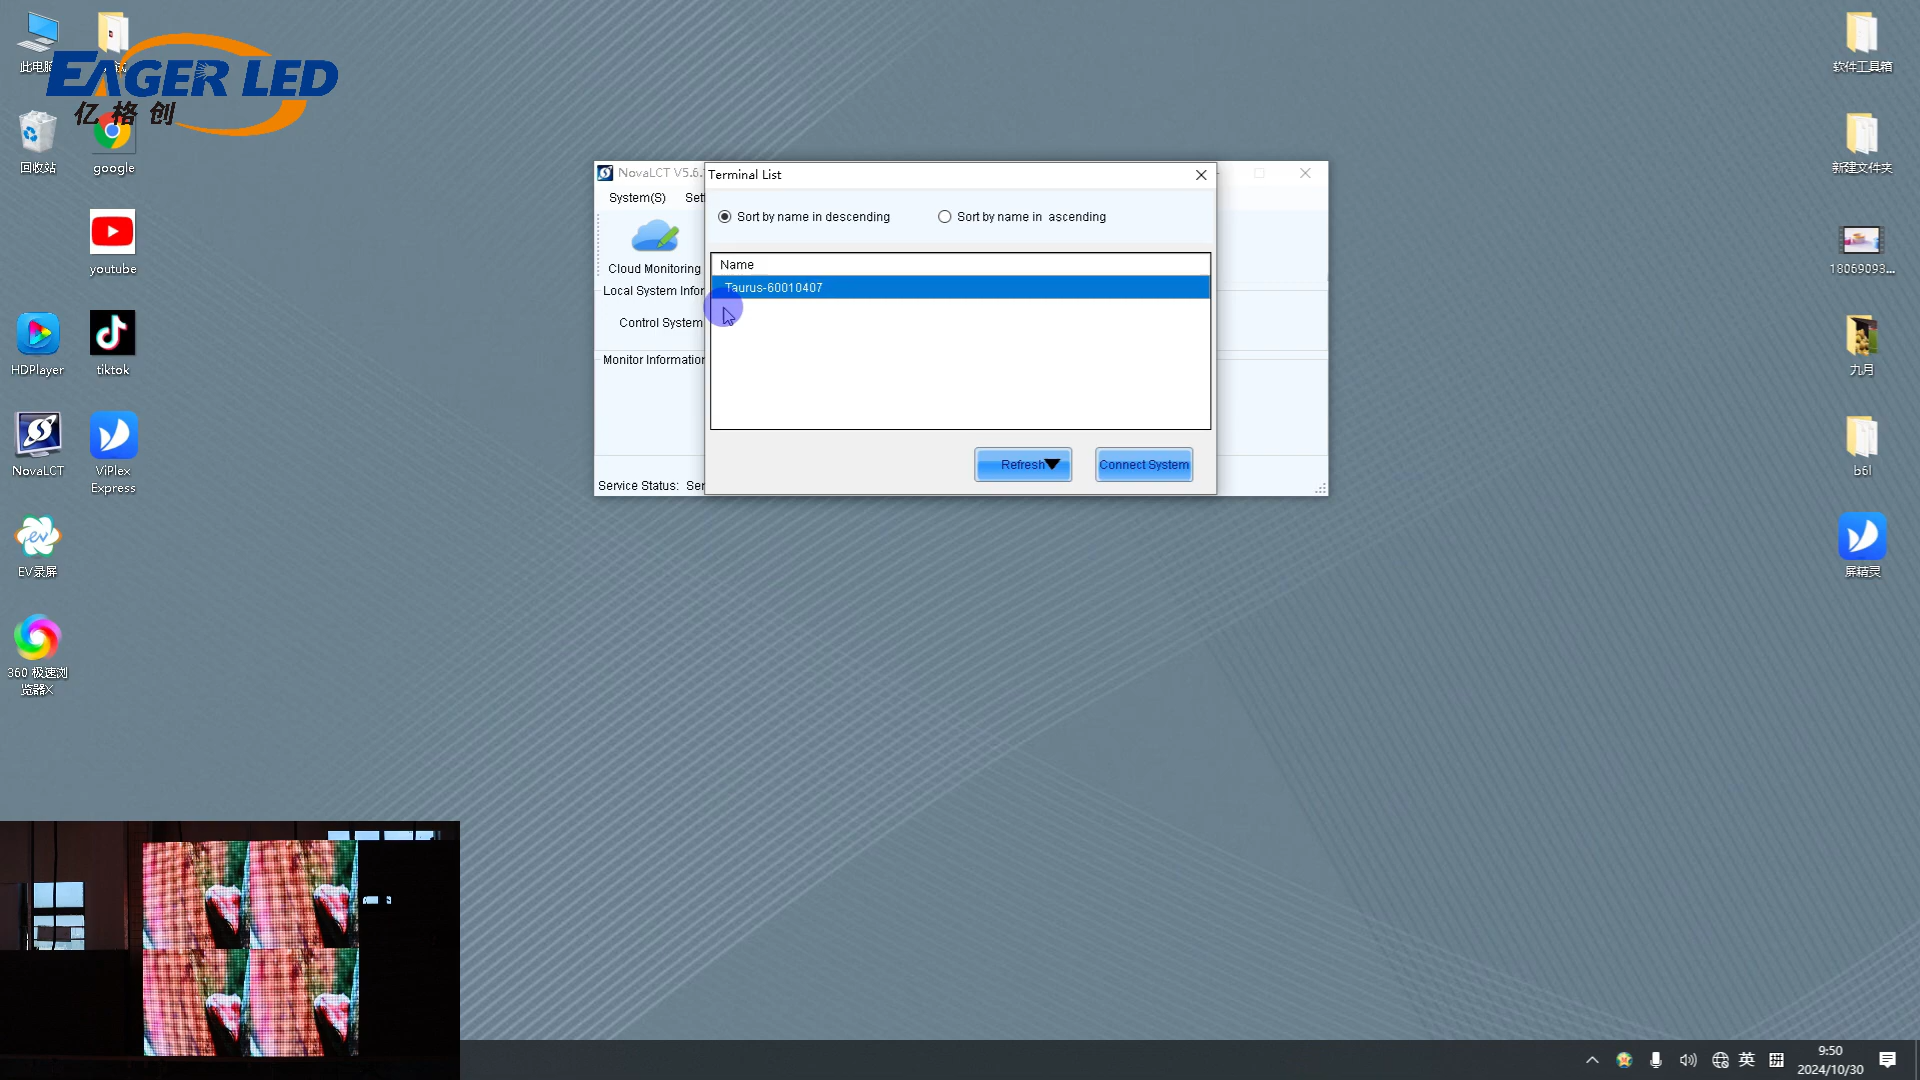 此电脑
EAGER LED
亿格创
回收站
google
youtube
HDPlayer
tiktok
NovaLCT
ViPlex
Express
EV录屏
360 极速浏
览器X
软件工具箱
新建文件夹
18069093...
九月
b6l
屏精灵
NovaLCT V5.6.
System(S)
Cloud Monitoring
Local System Infor
Control System
Monitor Information
Service Status: Ser
Terminal List
Sort by name in descending
Sort by name in ascending
Name
Taurus-60010407
Refresh
Connect System
英
拼
9:50
2024/10/30